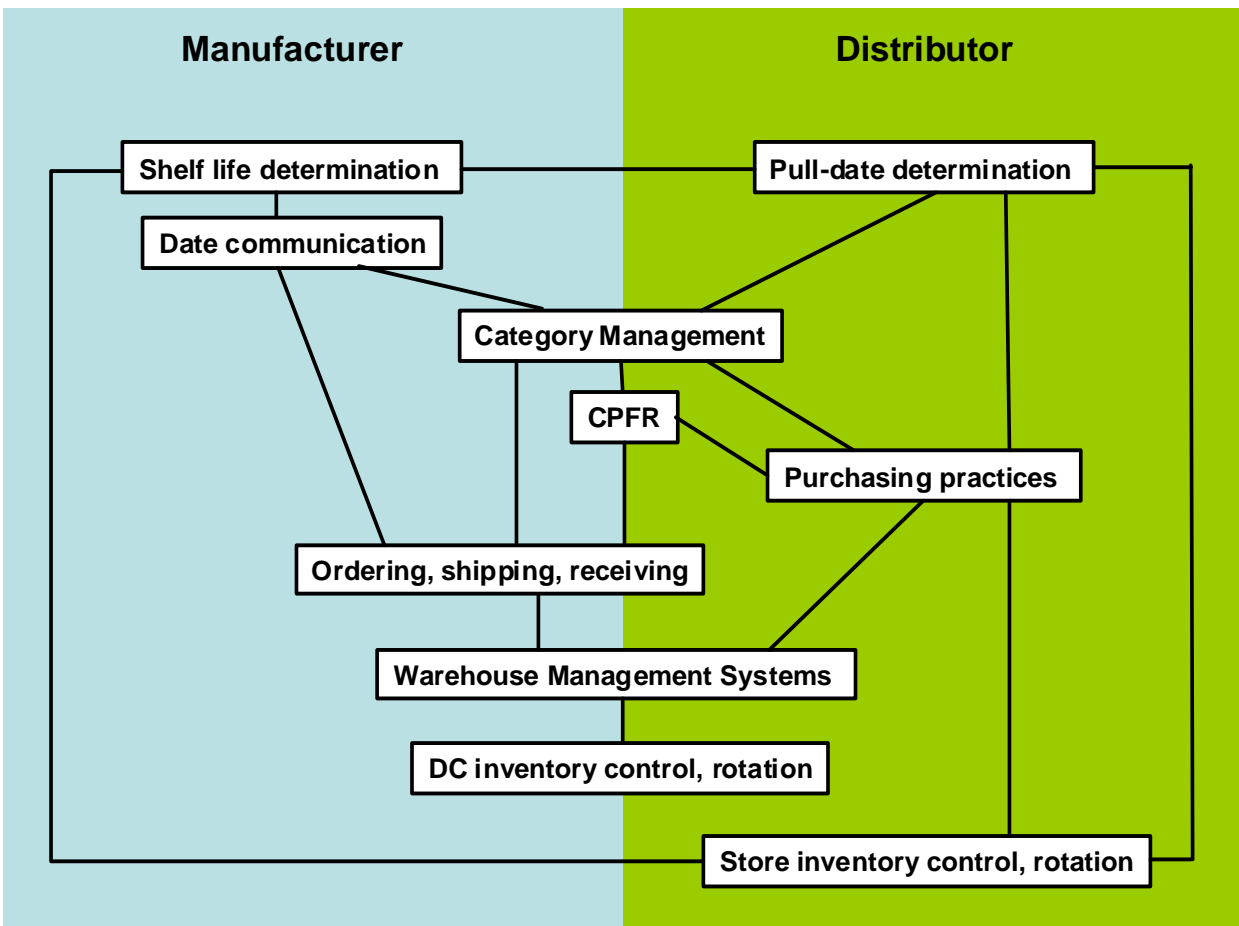 Manufacturer
Distributor
Shelf life determination
Pull-date determination
Date communication
Category Management
CPFR
Purchasing practices
Ordering, shipping, receiving
Warehouse Management Systems
DC inventory control, rotation
Store inventory control, rotation